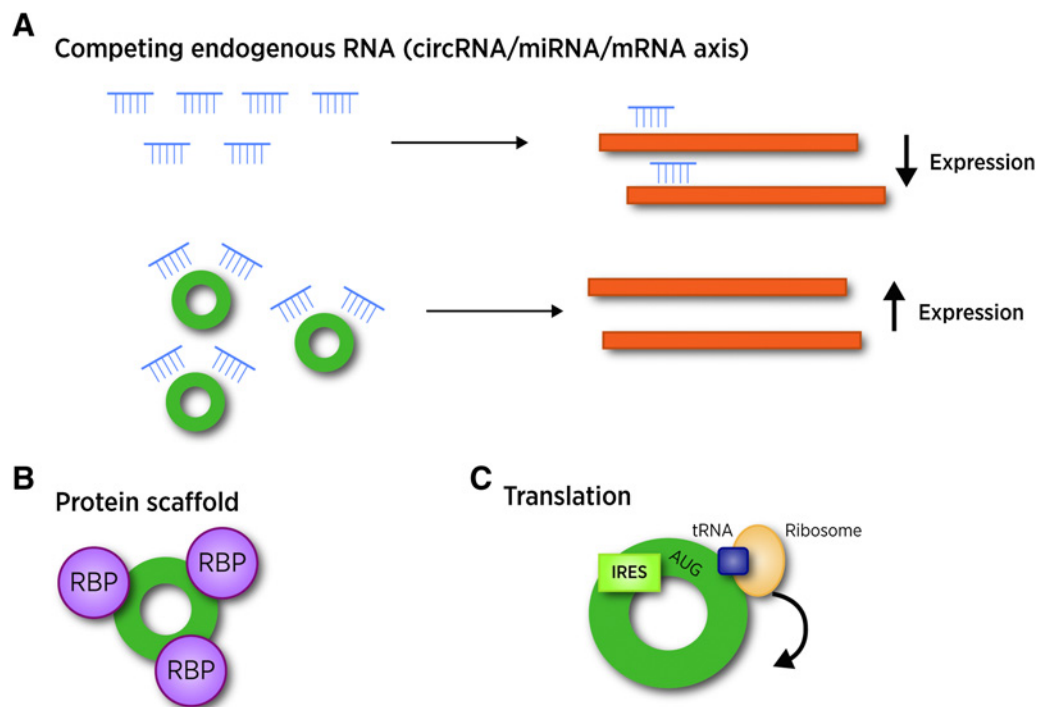 A
Competing endogenous RNA (circRNA/miRNA/mRNA axis)
Expression
Expression
B
Protein scaffold
RBP
RBP
RBP
C
Translation
tRNA
Ribosome
IRES
AUG